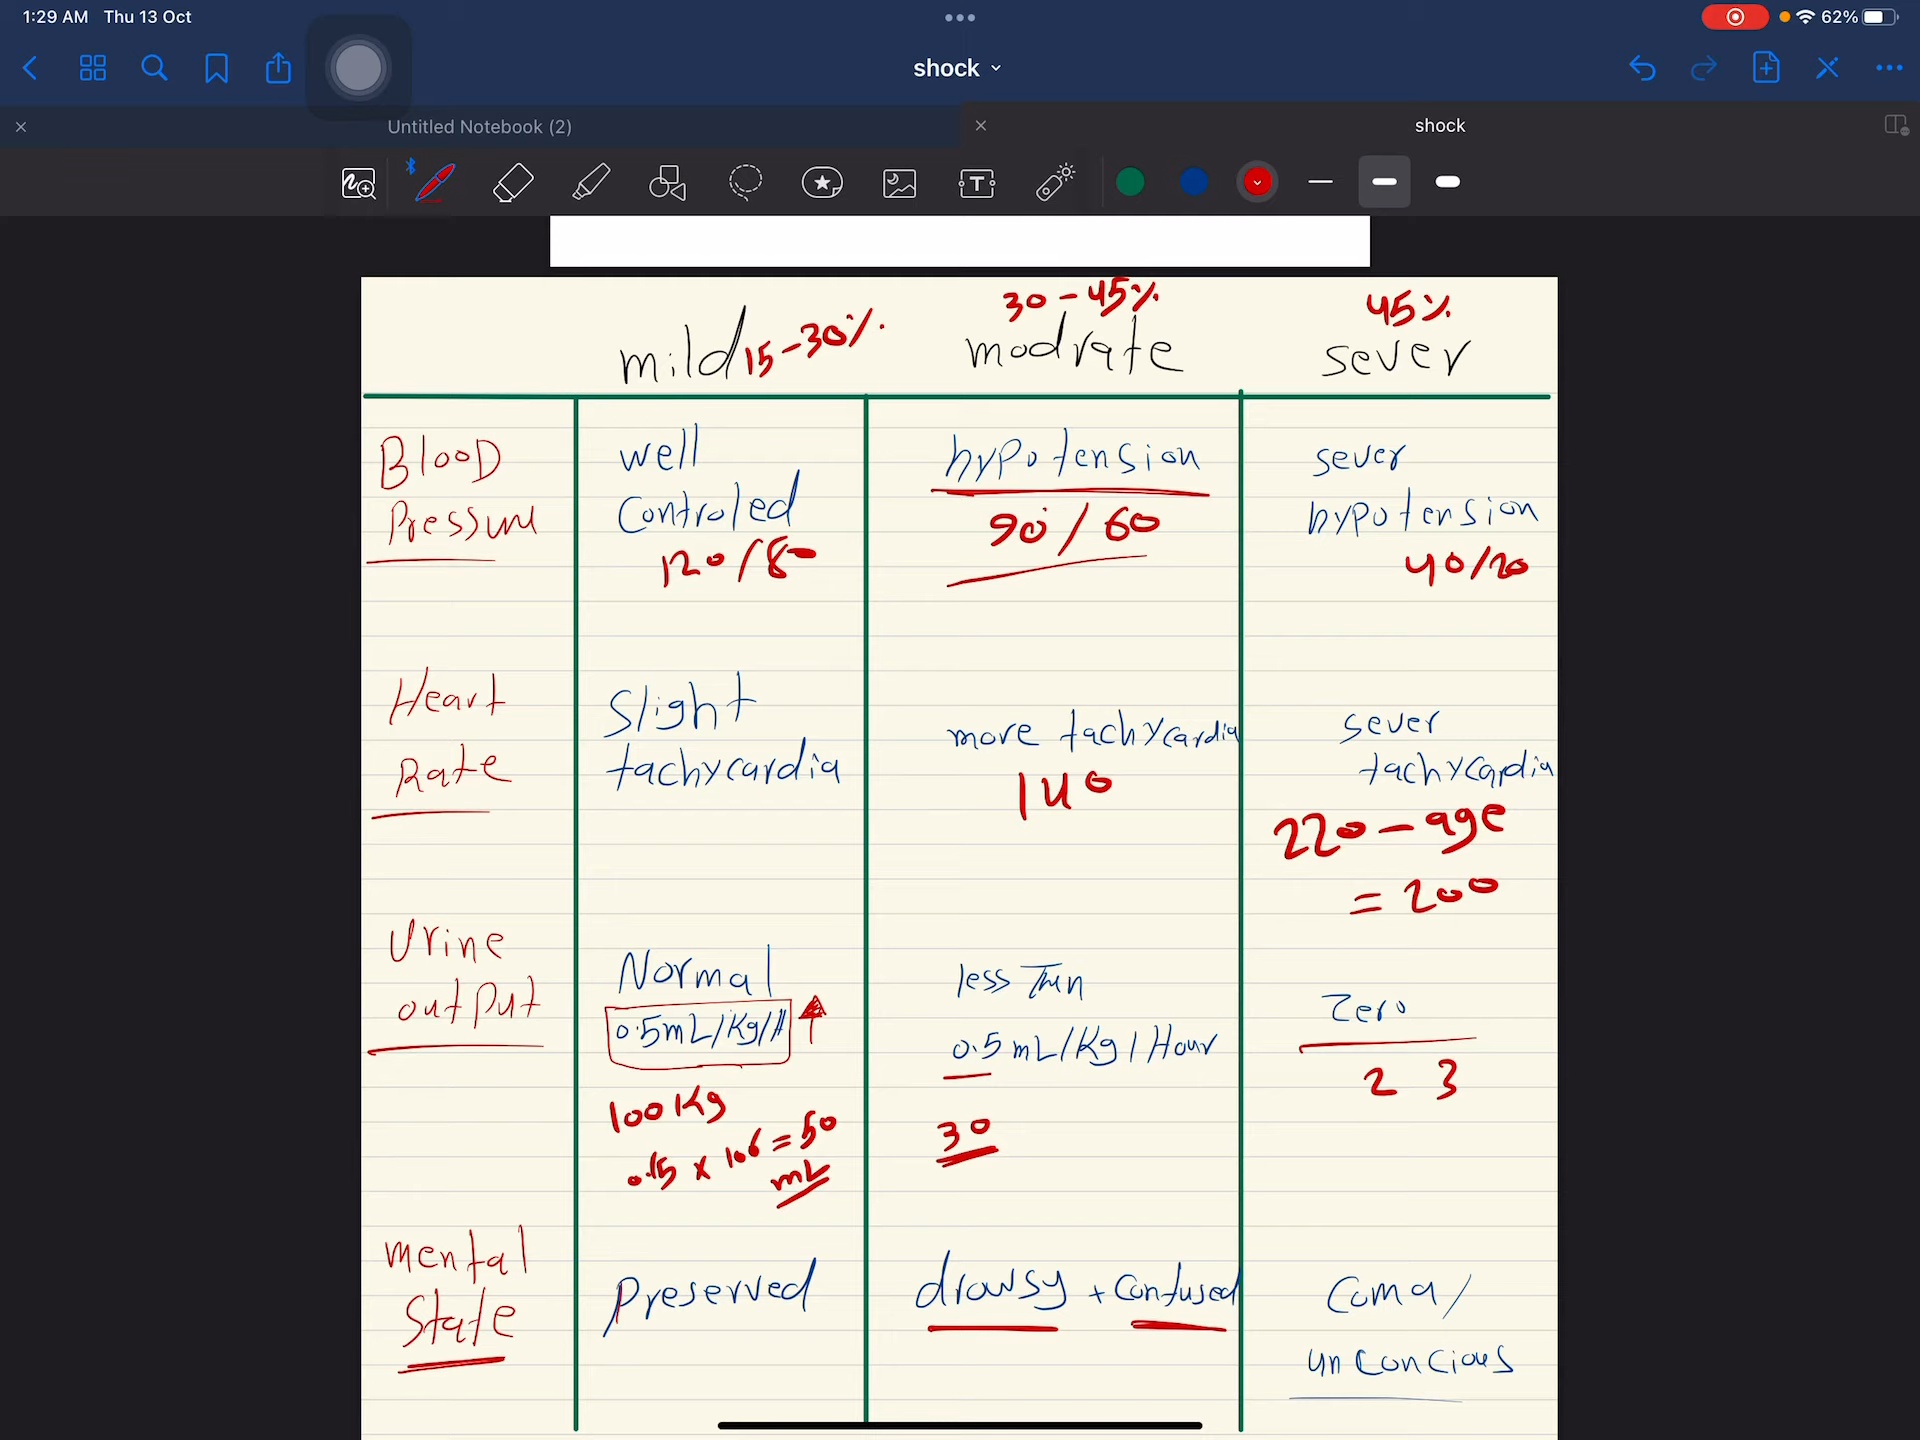 1:29 AM Thu 13 Oct
62%
shock
Untitled Notebook (2)
shock
T
30-45%
45%
mild 15-30%
modrate
sever
Blood
Pressure
well
Controled
120/80
hypotension
90/60
sever
hypotension
40/20
Heart
Rate
Slight
tachycardia
more tachycardia
140
sever
tachycardia
220-age
= 200
Urine
output
Normal
0.5mL/Kg/H
100Kg
0.5 x 100 = 50
mL
less Than
0.5 mL/Kg/Hour
30
Zero
2 3
mental
State
Preserved
drowsy + Confused
Coma/
unconcious